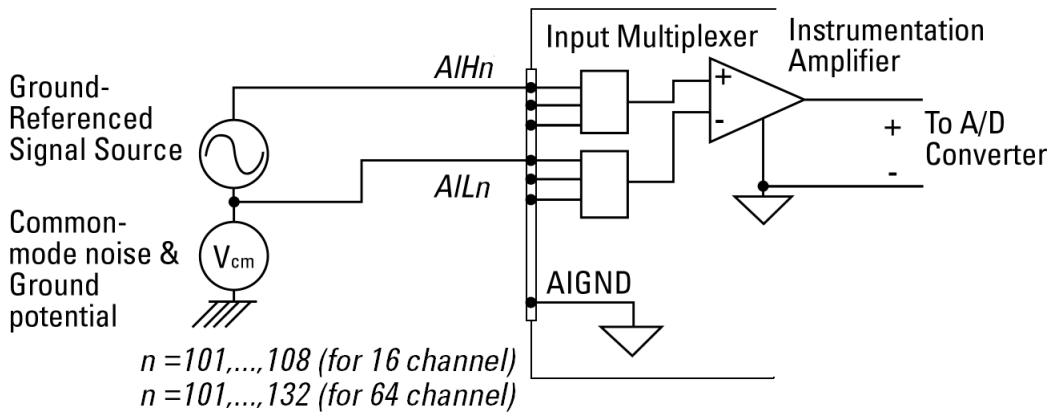 Input Multiplexer
Instrumentation
Amplifier
AIHn
Ground-
Referenced
Signal Source
+
-
+
To A/D
Converter
-
AILn
Common-
mode noise &
Ground
potential
Vcm
AIGND
n =101,...,108 (for 16 channel)
n =101,...,132 (for 64 channel)